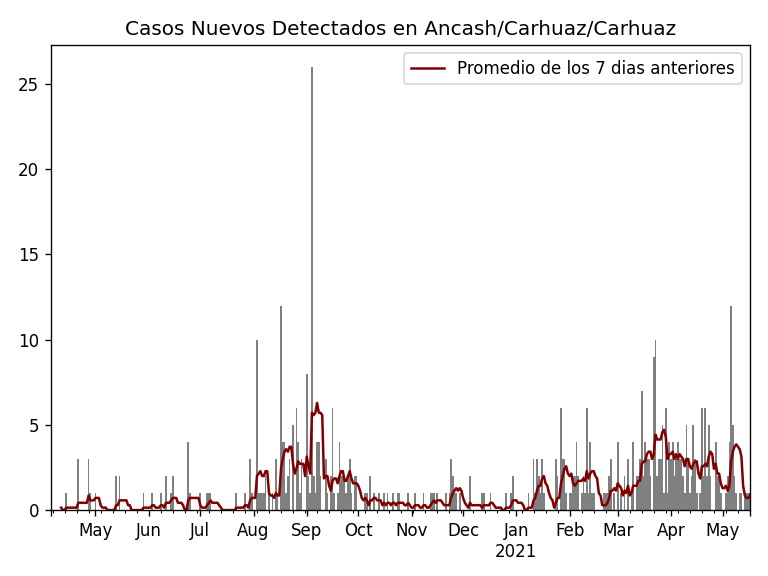 Casos Nuevos Detectados en Ancash/Carhuaz/Carhuaz
Promedio de los 7 dias anteriores
25
20
15
10
5
0
May Jun Jul Aug Sep Oct Nov Dec Jan Feb Mar Apr May
2021